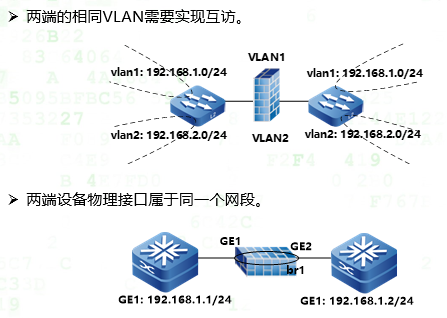 两端的相同VLAN需要实现互访。
VLAN1
vlan1: 192.168.1.0/24
vlan1: 192.168.1.0/24
vlan2: 192.168.2.0/24
VLAN2
vlan2: 192.168.2.0/24
两端设备物理接口属于同一个网段。
GE1
GE2
br1
GE1: 192.168.1.1/24
GE1: 192.168.1.2/24